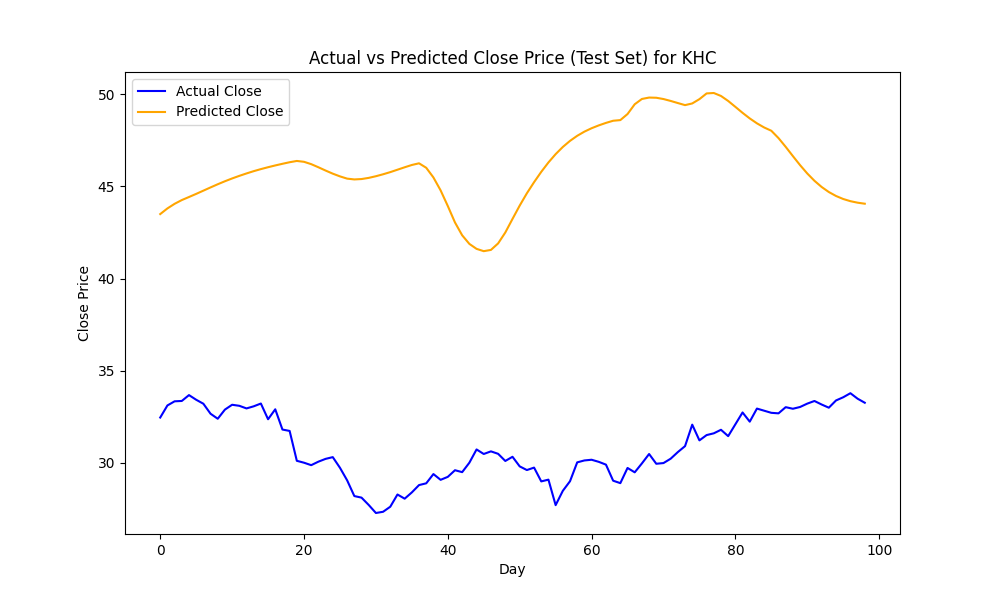 Actual vs Predicted Close Price (Test Set) for KHC
Actual Close
Predicted Close
50
45
40
35
30
Close Price
0 20 40 60 80 100
Day